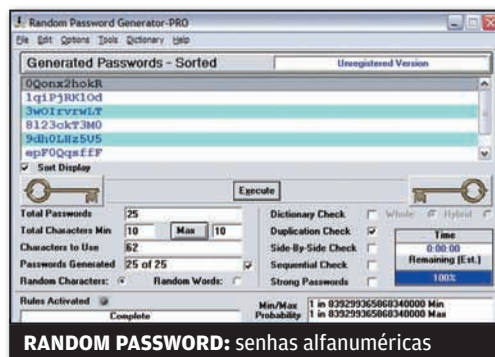 Random Password Generator-PRO
File Edit Options Tools Dictionary Help
Generated Passwords - Sorted Unregistered Version
0Qonx2hokR
1qiPjRK1Od
3wOIrvrwLT
8123ckT3M0
9dh0LHz5U5
epF0QqsffF
Sort Display
Execute
Total Passwords 25 Dictionary Check Whole Hybrid
Total Characters Min 10 Max 10 Duplication Check Time
Characters to Use 62 Side-By-Side Check 0:00:00
Passwords Generated 25 of 25 Sequential Check Remaining (Est.)
Random Characters: Random Words: Strong Passwords 100%
Rules Activated Min/Max 1 in 839299365868340000 Min
Complete Probability 1 in 839299365868340000 Max
RANDOM PASSWORD: senhas alfanuméricas